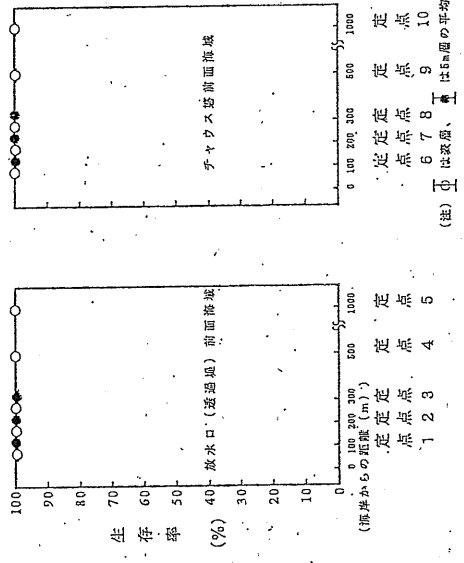 生存率
(%)
100
90
80
70
60
50
40
30
20
10
0
放水口(透過堤)前面海域
0 100 200 300 500 1000
(海岸からの距離(m))
定点1 定点2 定点3 定点4 定点5
チャウス
前面海域
0 100 200 300 500 1000
定点6 定点7 定点8 定点9 定点10
(注)
は表層、
は5m層の平均